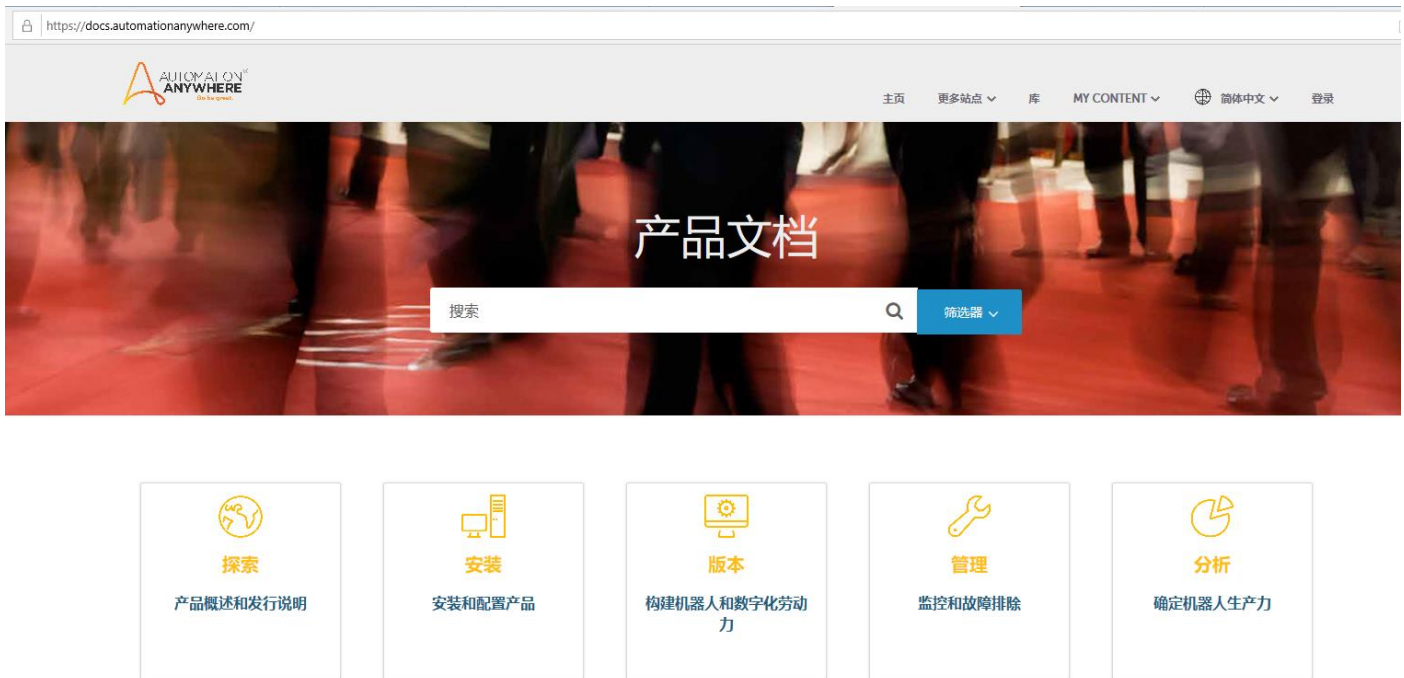 https://docs.automationanywhere.com/
AUTOMATION
ANYWHERE
Go be great.
主页 更多站点 库 MY CONTENT 简体中文 登录
产品文档
搜索 筛选器
探索 安装 版本 管理 分析
产品概述和发行说明 安装和配置产品 构建机器人和数字化劳动力 监控和故障排除 确定机器人生产力